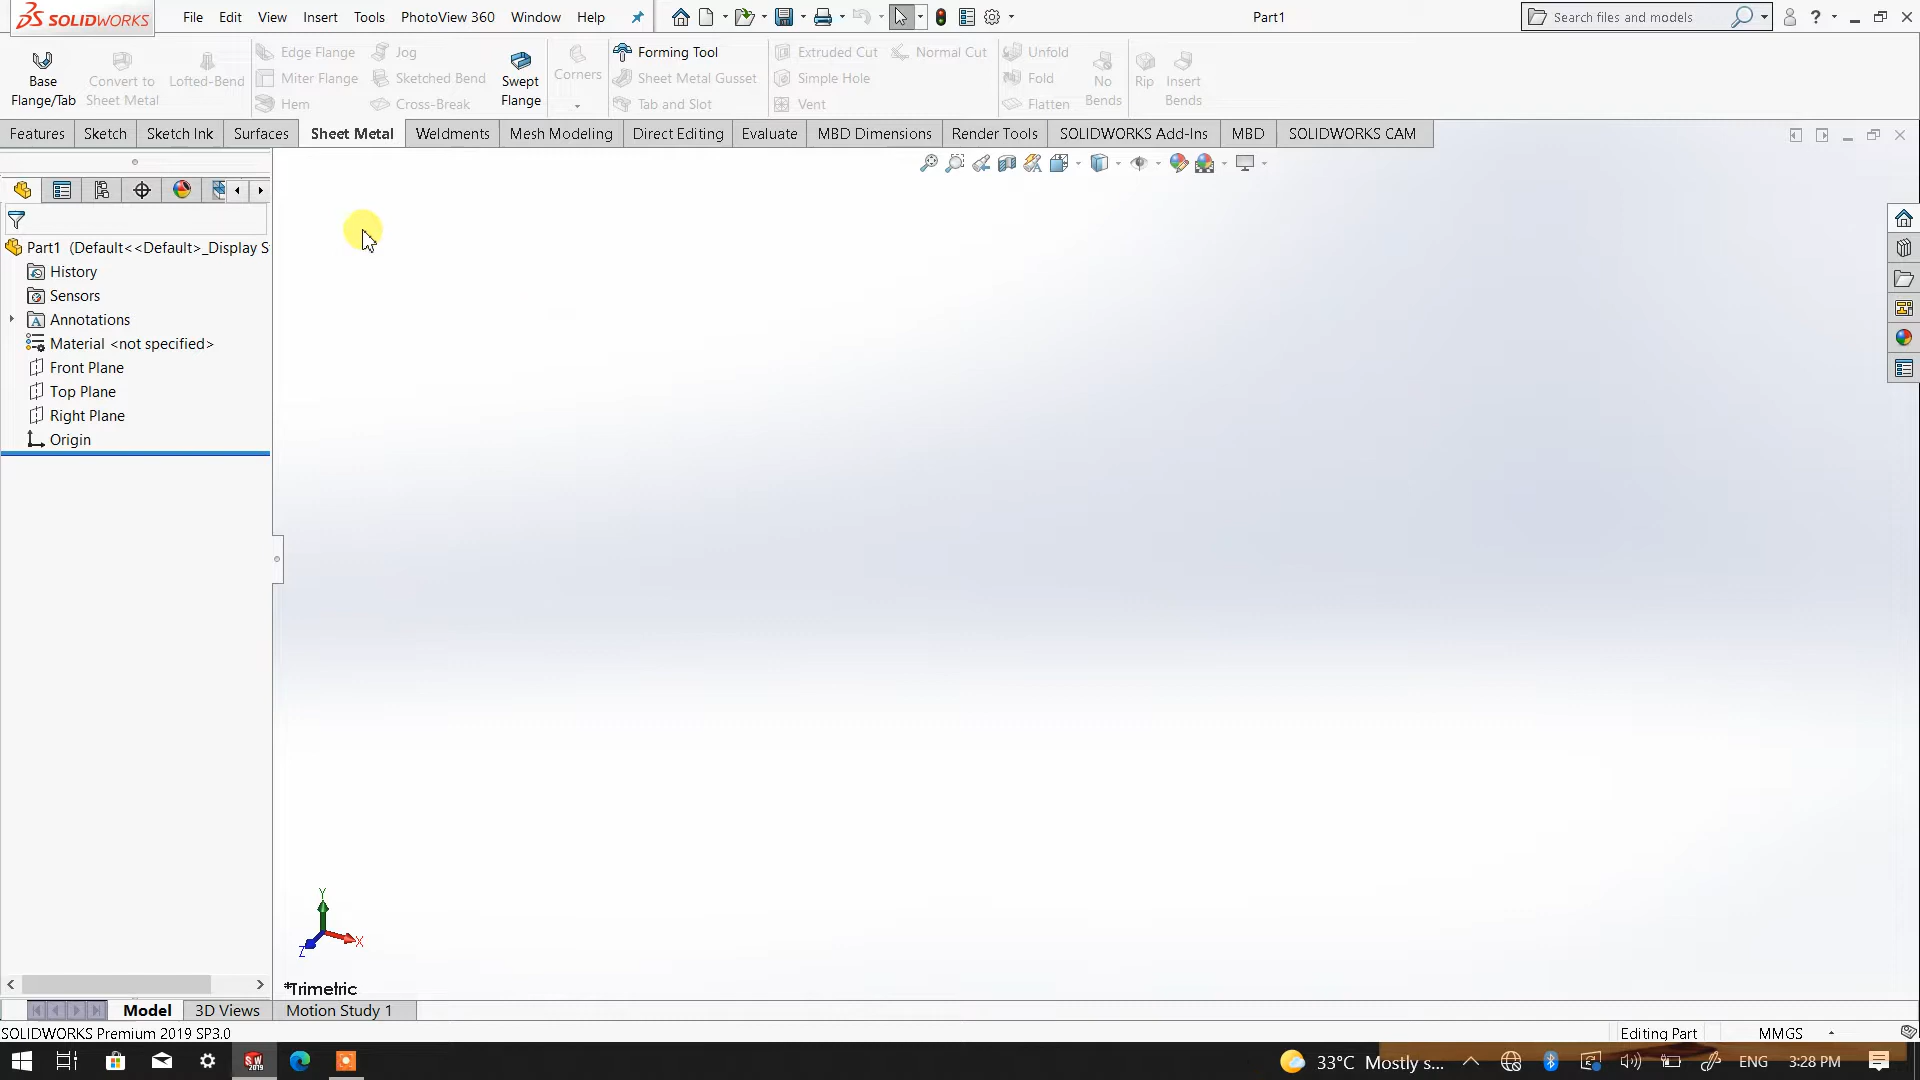 SOLIDWORKS File Edit View Insert Tools PhotoView 360 Window Help Part1 Search files and models
Base Flange/Tab
Convert to Sheet Metal
Lofted-Bend
Edge Flange
Miter Flange
Hem
Jog
Sketched Bend
Cross-Break
Swept Flange
Corners
Forming Tool
Sheet Metal Gusset
Tab and Slot
Extruded Cut
Simple Hole
Vent
Normal Cut
Unfold
Fold
Flatten
No Bends
Rip
Insert Bends
Features Sketch Sketch Ink Surfaces Sheet Metal Weldments Mesh Modeling Direct Editing Evaluate MBD Dimensions Render Tools SOLIDWORKS Add-Ins MBD SOLIDWORKS CAM
Part1 (Default<<Default>_Display S
History
Sensors
Annotations
Material <not specified>
Front Plane
Top Plane
Right Plane
Origin
Y
X
Z
*Trimetric
Model 3D Views Motion Study 1
SOLIDWORKS Premium 2019 SP3.0 Editing Part MMGS
33°C Mostly s... ENG 3:28 PM